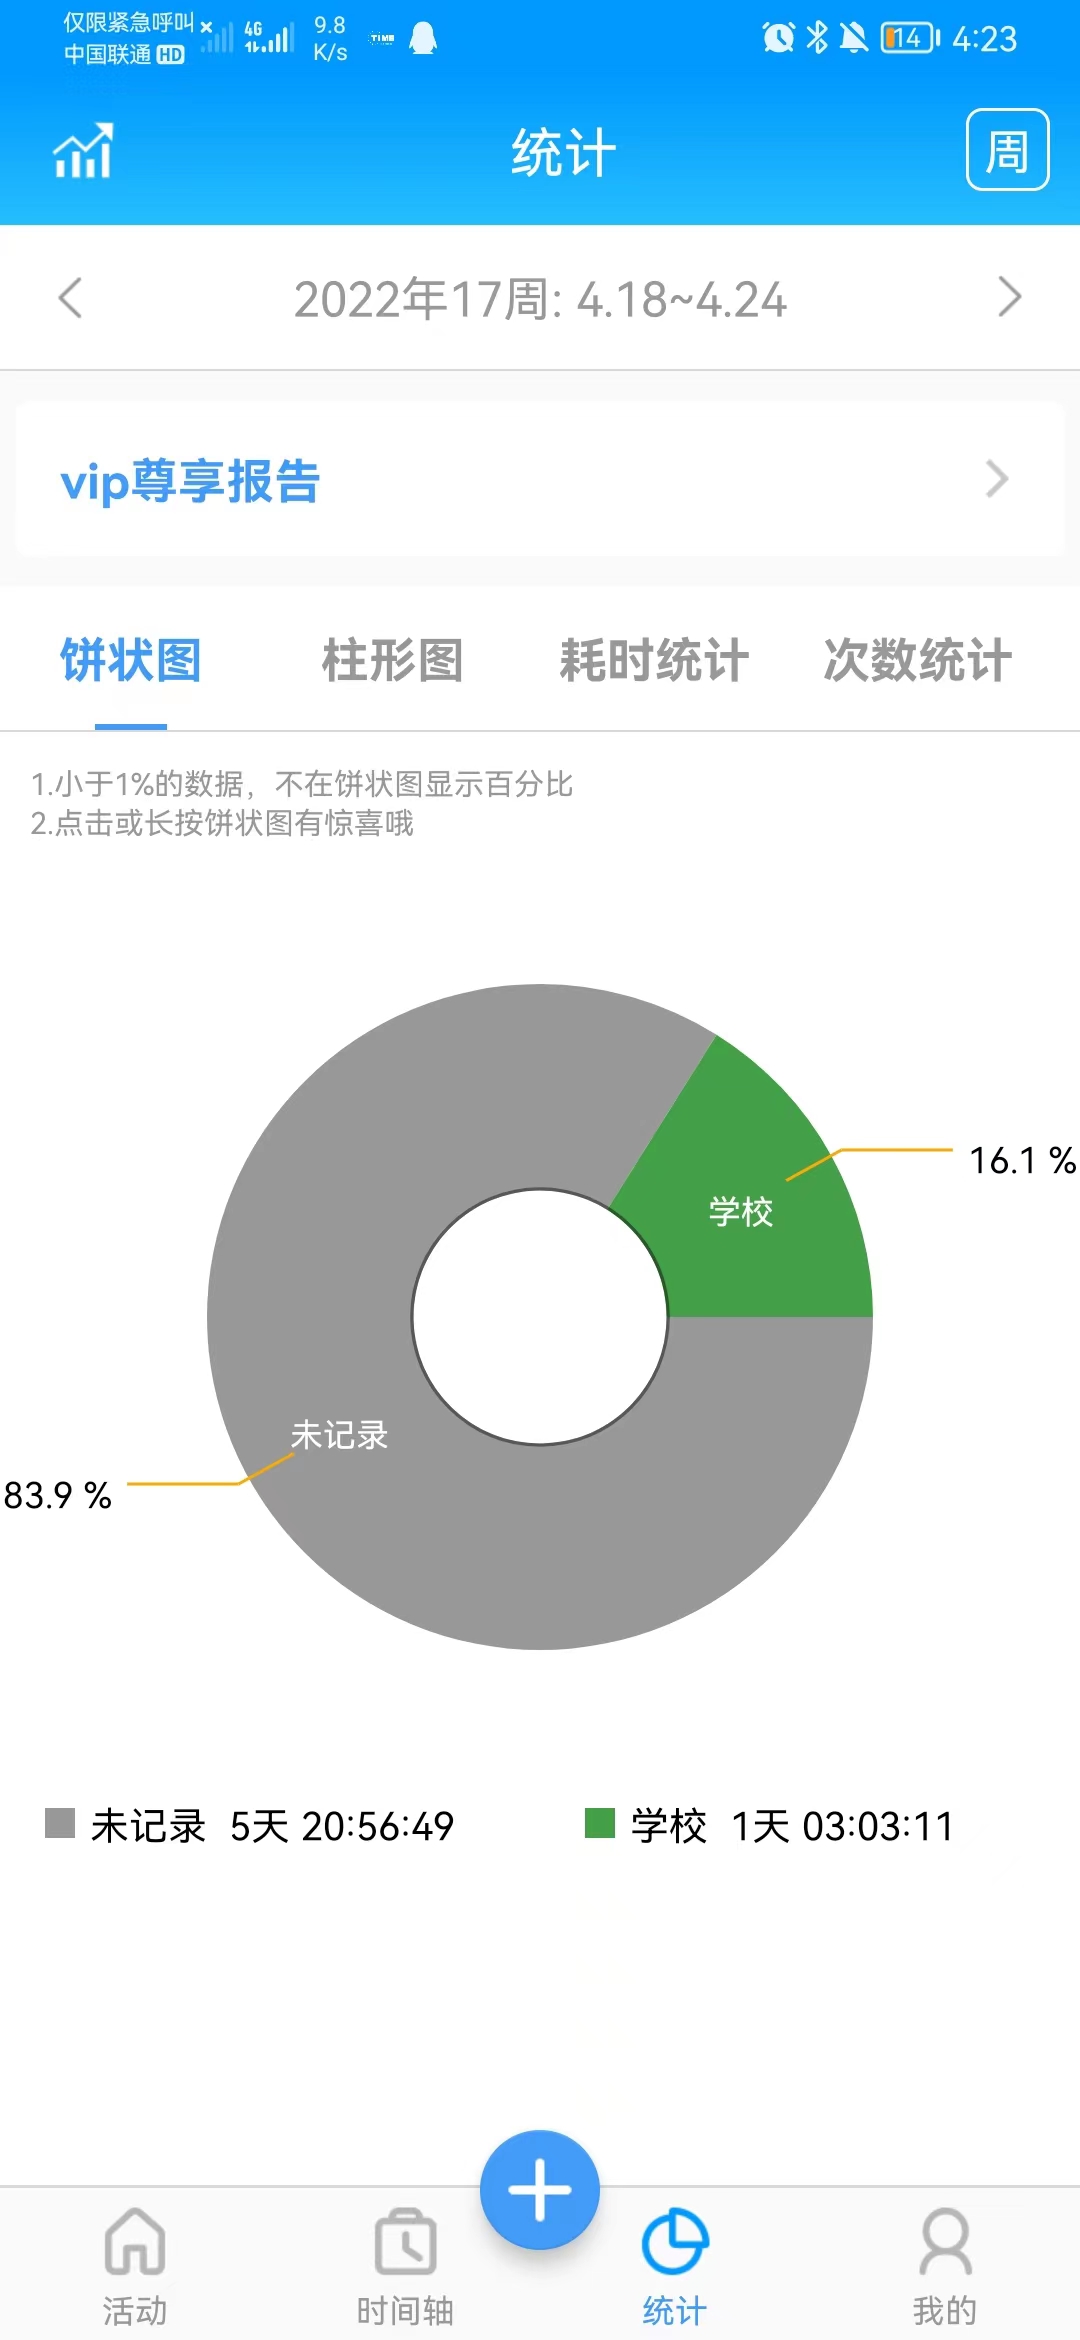 仅限紧急呼叫
中国联通 HD
4G
9.8
K/s
TIME
14
4:23
统计
周
2022年17周: 4.18~4.24
vip尊享报告
饼状图 柱形图 耗时统计 次数统计
1.小于1%的数据，不在饼状图显示百分比
2.点击或长按饼状图有惊喜哦
16.1 %
学校
未记录
83.9 %
未记录 5天 20:56:49 学校 1天 03:03:11
活动 时间轴 统计 我的